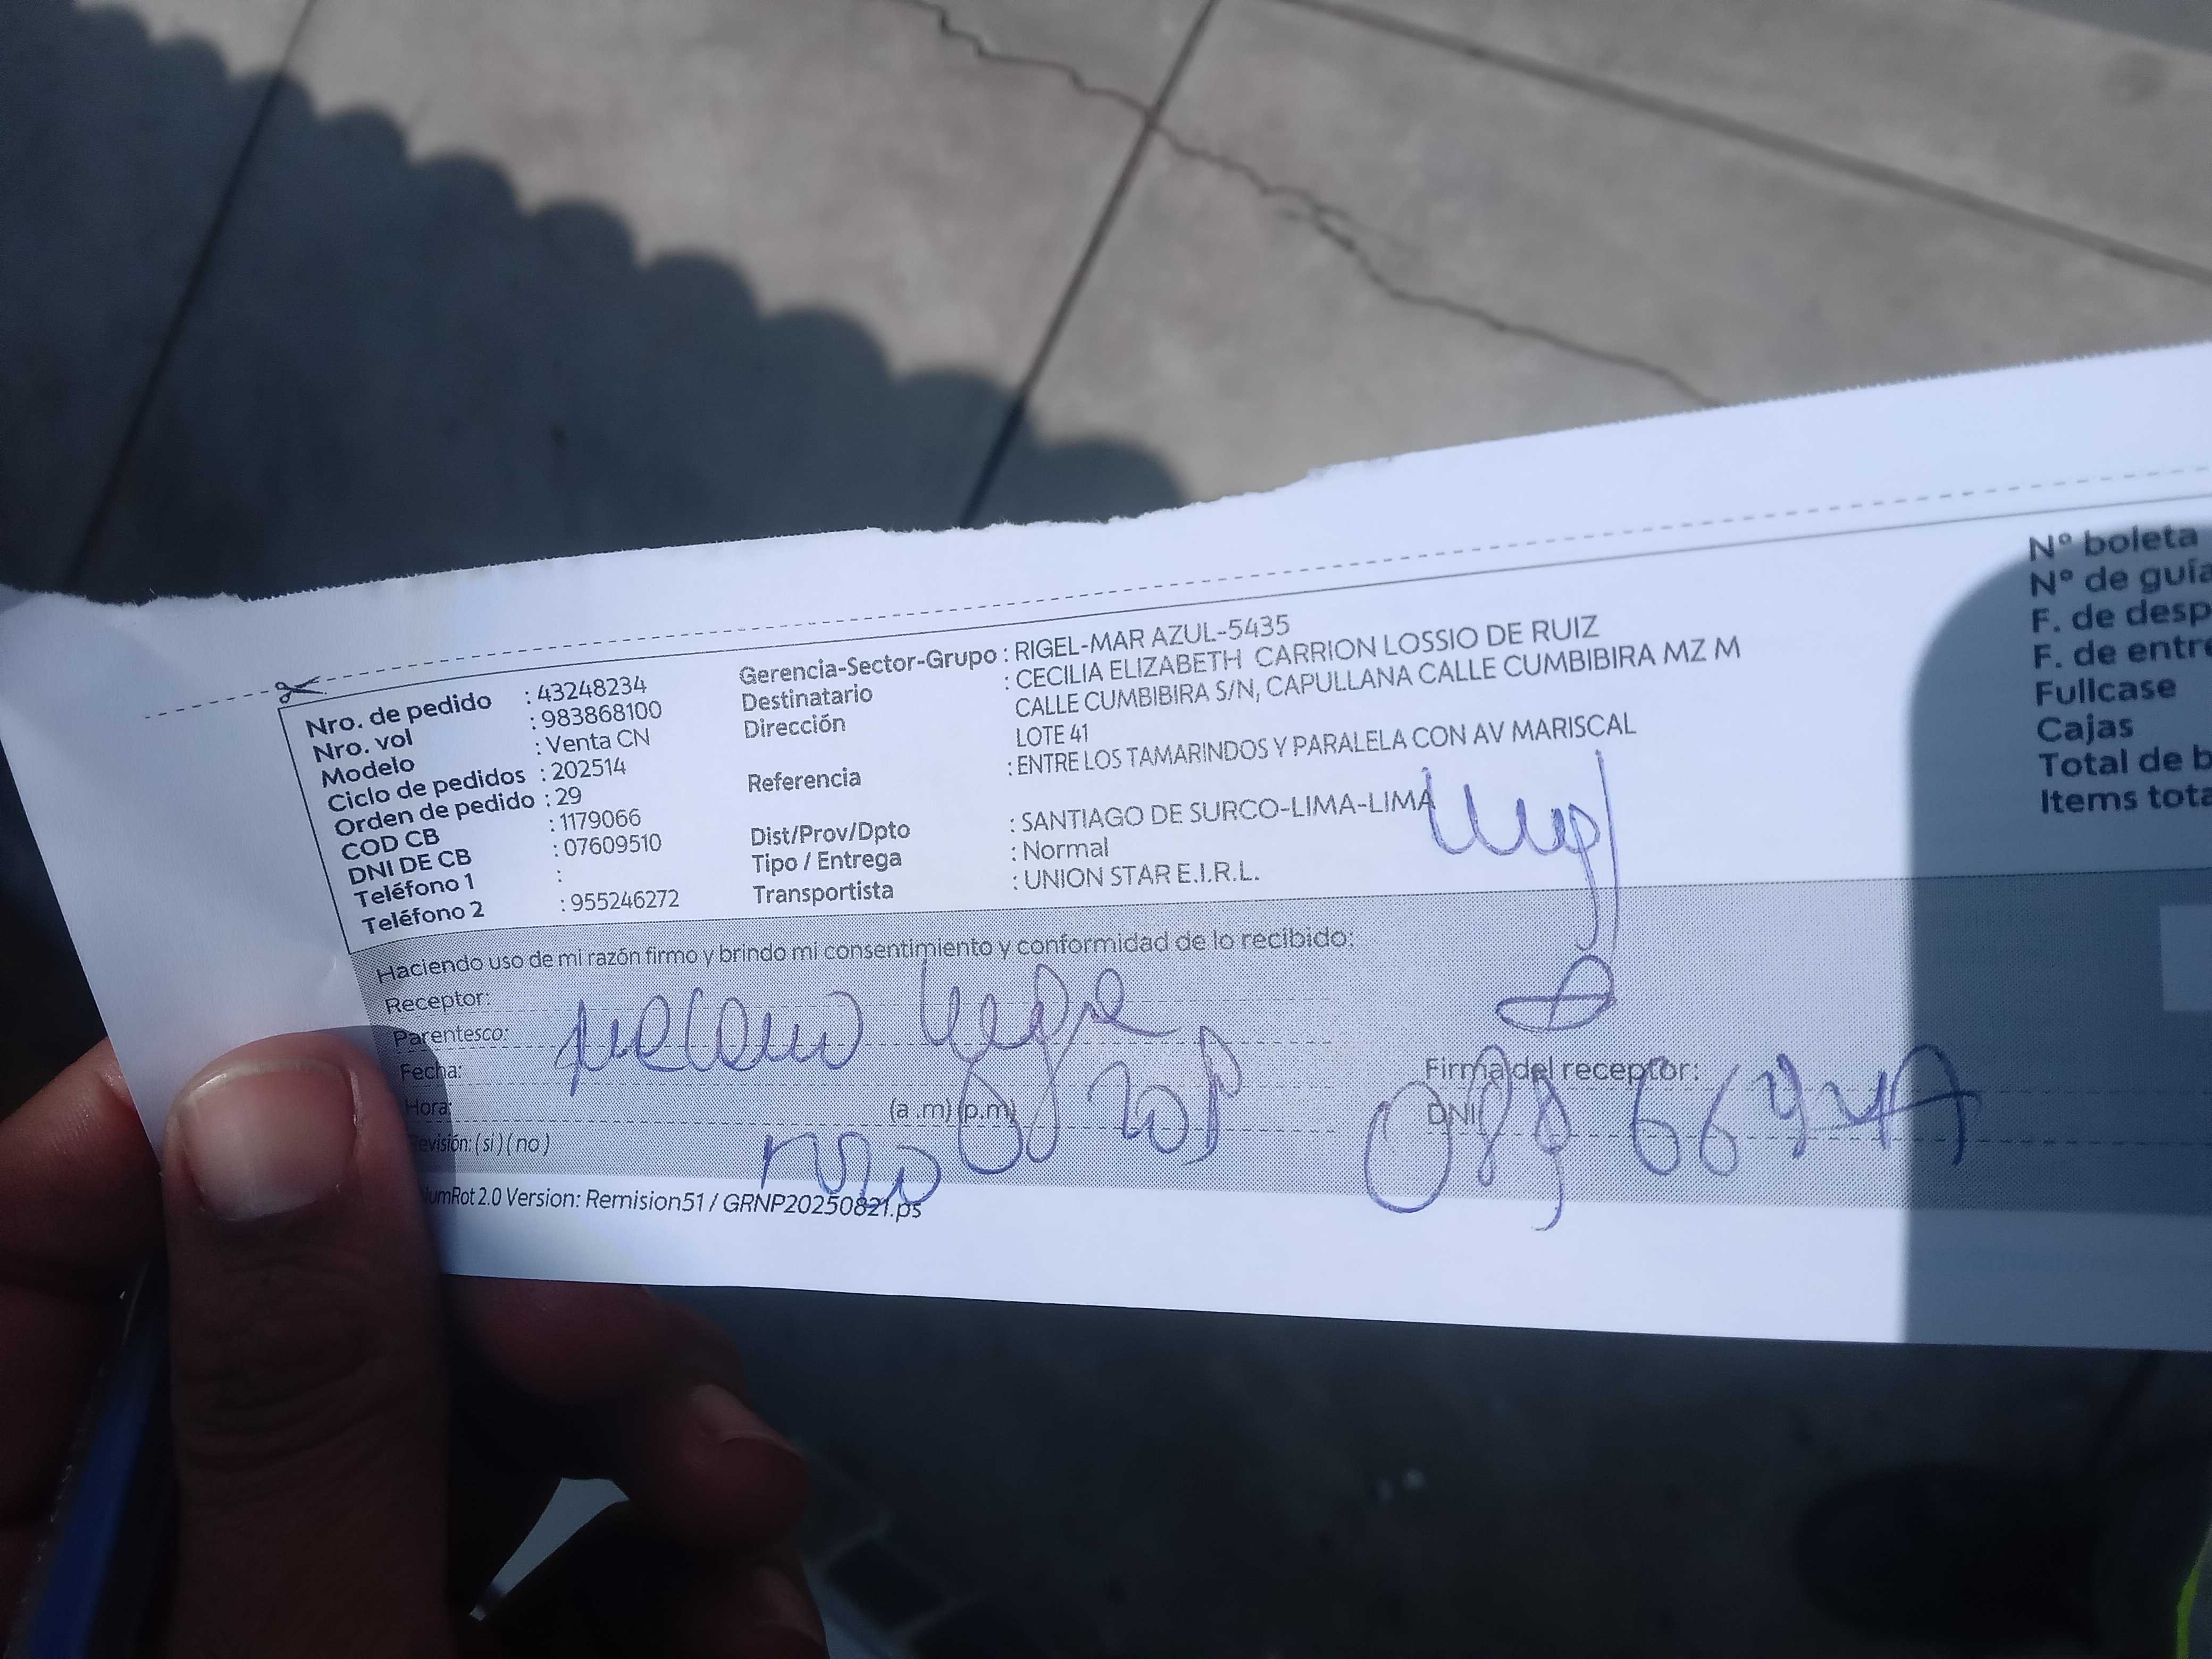 Nro. de pedido : 43248234
Nro. vol : 983868100
Modelo : Venta CN
Ciclo de pedidos : 202514
Orden de pedido : 29
COD CB : 1179066
DNI DE CB : 07609510
Teléfono 1 :
Teléfono 2 : 955246272
Gerencia-Sector-Grupo : RIGEL-MAR AZUL-5435
Destinatario : CECILIA ELIZABETH CARRION LOSSIO DE RUIZ
Dirección CALLE CUMBIBIRA S/N, CAPULLANA CALLE CUMBIBIRA MZ M
LOTE 41
Referencia : ENTRE LOS TAMARINDOS Y PARALELA CON AV MARISCAL
Dist/Prov/Dpto : SANTIAGO DE SURCO-LIMA-LIMA
Tipo / Entrega : Normal
Transportista : UNION STAR E.I.R.L.
Nº boleta
Nº de guía
F. de desp
F. de entre
Fullcase
Cajas
Total de b
Items tota
Haciendo uso de mi razón firmo y brindo mi consentimiento y conformidad de lo recibido:
Receptor:
Parentesco:
Fecha:
Hora: (a .m) (p.m)
evisión: ( si ) ( no )
Firma del receptor:
DNI
umRot 2.0 Version: Remision51 / GRNP20250821.ps